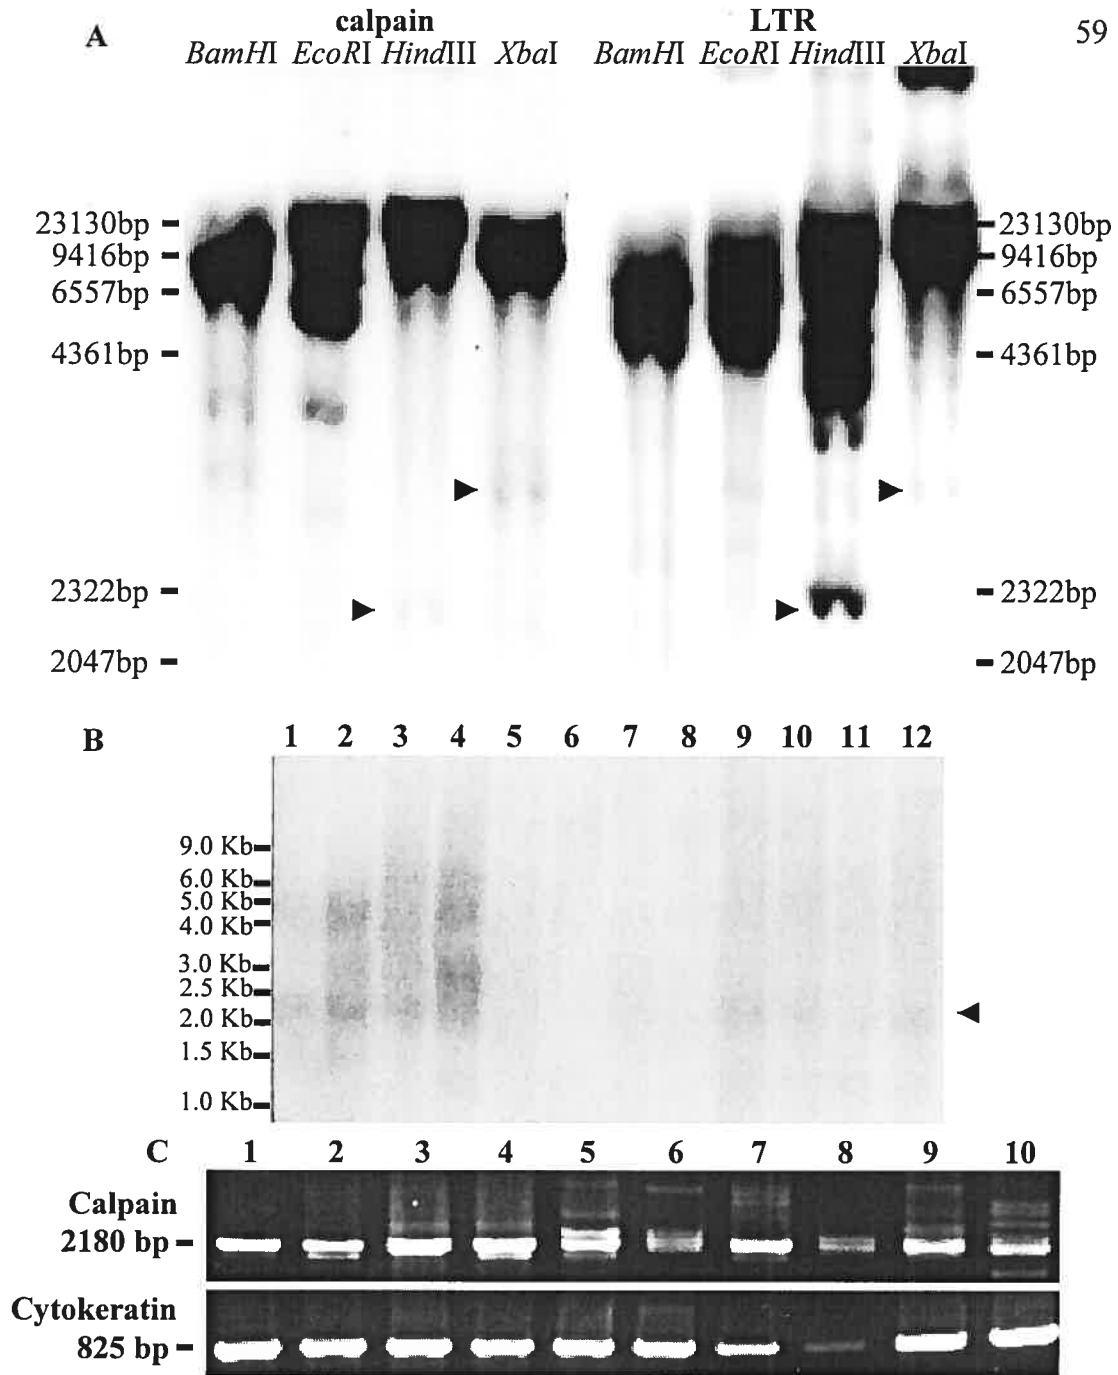 59
A
calpain
LTR
BamHI EcoRI HindIII XbaI
BamHI EcoRI HindIII XbaI
23130bp
9416bp
6557bp
4361bp
2322bp
2047bp
23130bp
9416bp
6557bp
4361bp
2322bp
2047bp
B
1 2 3 4 5 6 7 8 9 10 11 12
9.0 Kb
6.0 Kb
5.0 Kb
4.0 Kb
3.0 Kb
2.5 Kb
2.0 Kb
1.5 Kb
1.0 Kb
C
1 2 3 4 5 6 7 8 9 10
Calpain
2180 bp
Cytokeratin
825 bp